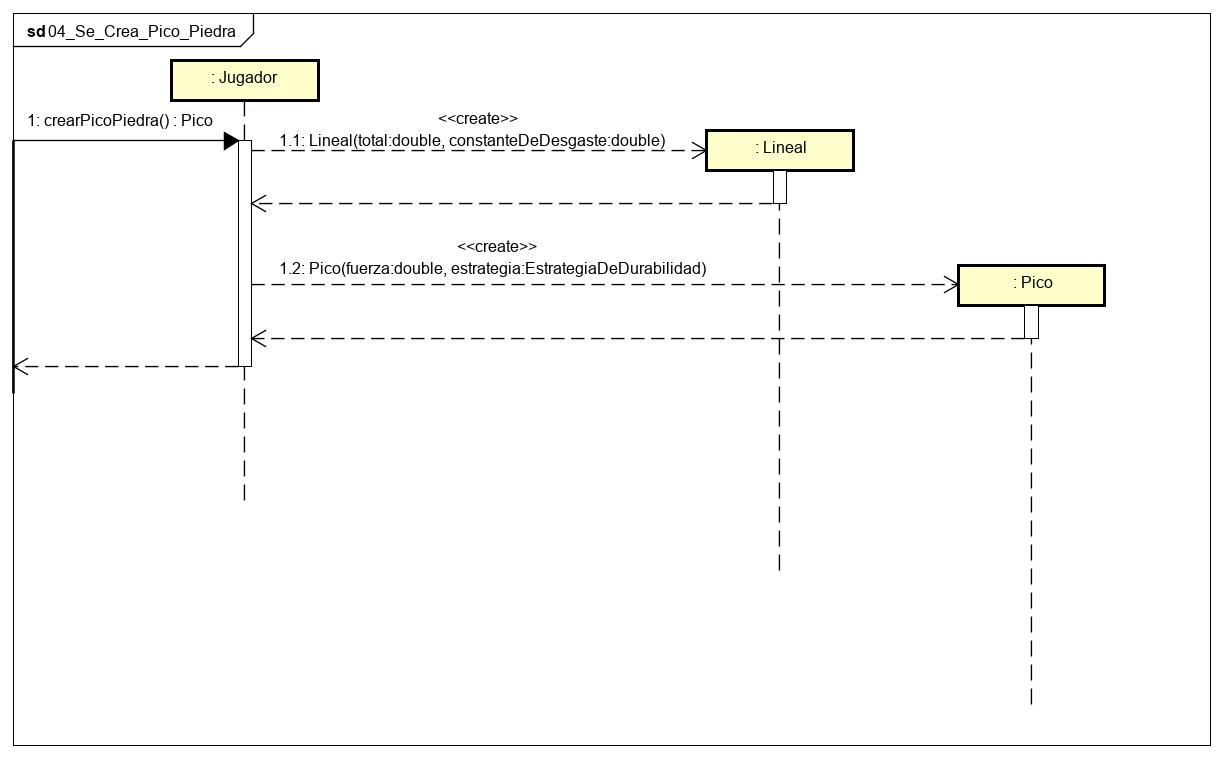 sd 04_Se_Crea_Pico_Piedra
: Jugador
1: crearPicoPiedra() : Pico
<<create>>
1.1: Lineal(total:double, constanteDeDesgaste:double)
: Lineal
<<create>>
1.2: Pico(fuerza:double, estrategia:EstrategiaDeDurabilidad)
: Pico